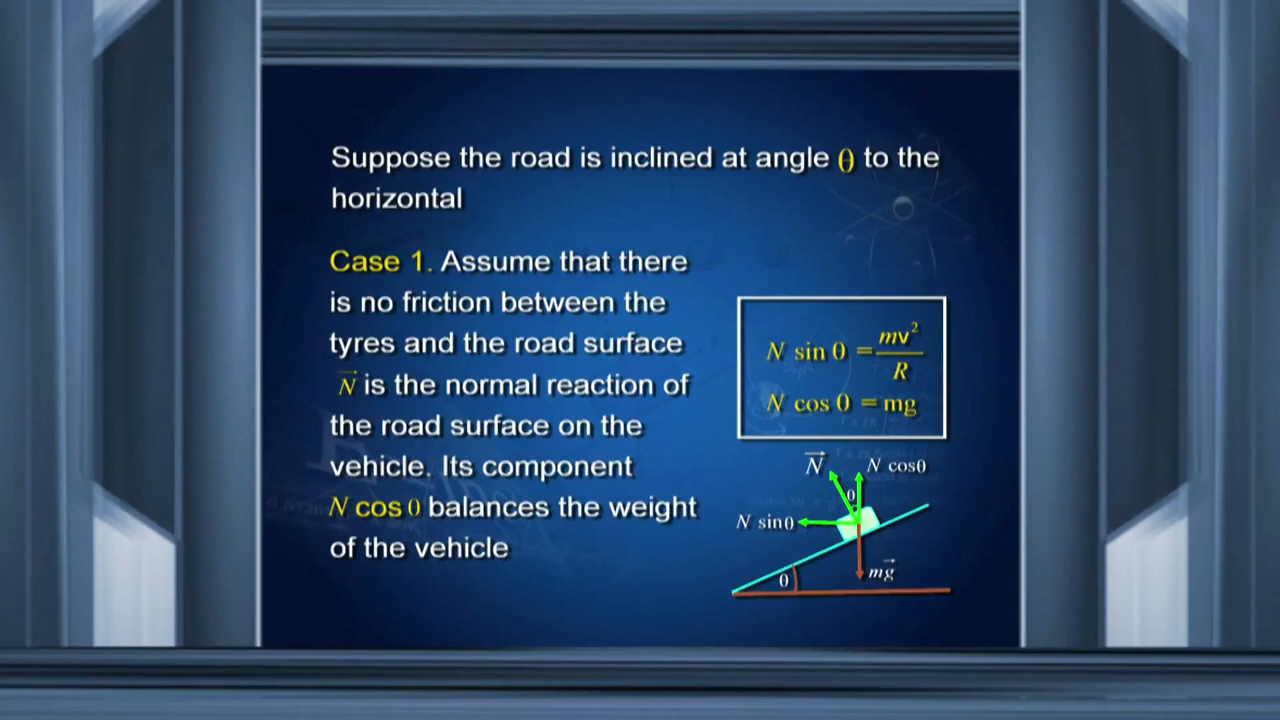 Suppose the road is inclined at angle θ to the
horizontal
Case 1. Assume that there
is no friction between the
tyres and the road surface
N⃗ is the normal reaction of
the road surface on the
vehicle. Its component
N cos θ balances the weight
of the vehicle
N sin θ = mv²/R
N cos θ = mg
N⃗
N cosθ
θ
N sinθ
θ
mg⃗